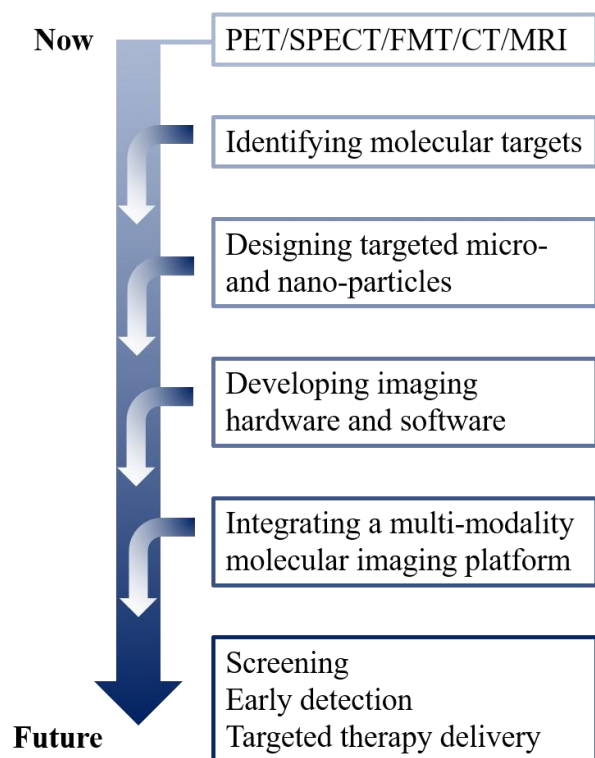 Now
PET/SPECT/FMT/CT/MRI
Identifying molecular targets
Designing targeted micro-
and nano-particles
Developing imaging
hardware and software
Integrating a multi-modality
molecular imaging platform
Screening
Early detection
Targeted therapy delivery
Future